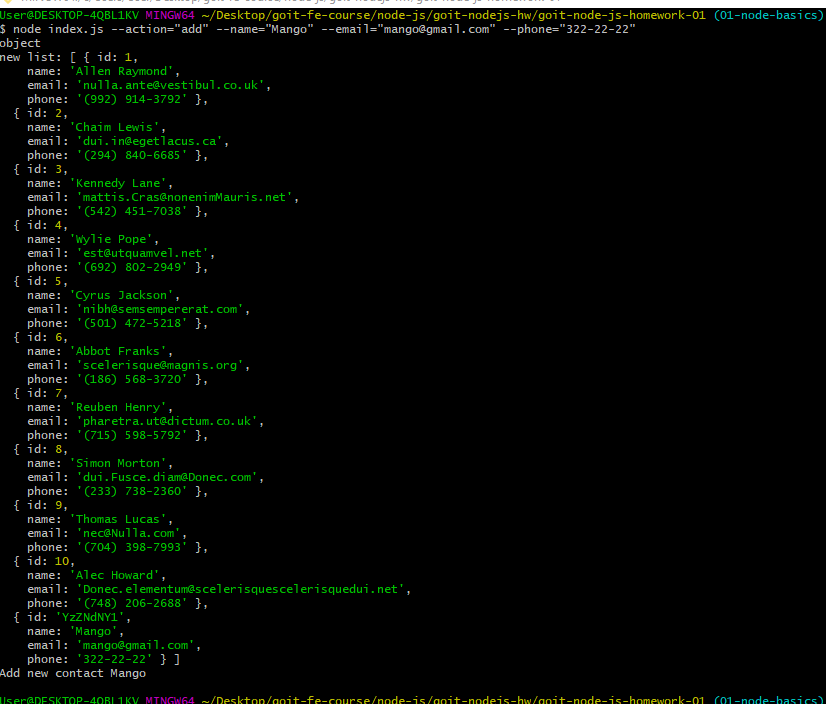 User@DESKTOP-4QBL1KV MINGW64 ~/Desktop/goit-fe-course/node-js/goit-nodejs-hw/goit-node-js-homework-01 (01-node-basics)
$ node index.js --action="add" --name="Mango" --email="mango@gmail.com" --phone="322-22-22"
object
new list: [ { id: 1,
    name: 'Allen Raymond',
    email: 'nulla.ante@vestibul.co.uk',
    phone: '(992) 914-3792' },
  { id: 2,
    name: 'Chaim Lewis',
    email: 'dui.in@egetlacus.ca',
    phone: '(294) 840-6685' },
  { id: 3,
    name: 'Kennedy Lane',
    email: 'mattis.Cras@nonenimMauris.net',
    phone: '(542) 451-7038' },
  { id: 4,
    name: 'Wylie Pope',
    email: 'est@utquamvel.net',
    phone: '(692) 802-2949' },
  { id: 5,
    name: 'Cyrus Jackson',
    email: 'nibh@semsempererat.com',
    phone: '(501) 472-5218' },
  { id: 6,
    name: 'Abbot Franks',
    email: 'scelerisque@magnis.org',
    phone: '(186) 568-3720' },
  { id: 7,
    name: 'Reuben Henry',
    email: 'pharetra.ut@dictum.co.uk',
    phone: '(715) 598-5792' },
  { id: 8,
    name: 'Simon Morton',
    email: 'dui.Fusce.diam@Donec.com',
    phone: '(233) 738-2360' },
  { id: 9,
    name: 'Thomas Lucas',
    email: 'nec@Nulla.com',
    phone: '(704) 398-7993' },
  { id: 10,
    name: 'Alec Howard',
    email: 'Donec.elementum@scelerisquescelerisquedui.net',
    phone: '(748) 206-2688' },
  { id: 'YzZNdNY1',
    name: 'Mango',
    email: 'mango@gmail.com',
    phone: '322-22-22' } ]
Add new contact Mango
User@DESKTOP-4QBL1KV MINGW64 ~/Desktop/goit-fe-course/node-js/goit-nodejs-hw/goit-node-js-homework-01 (01-node-basics)